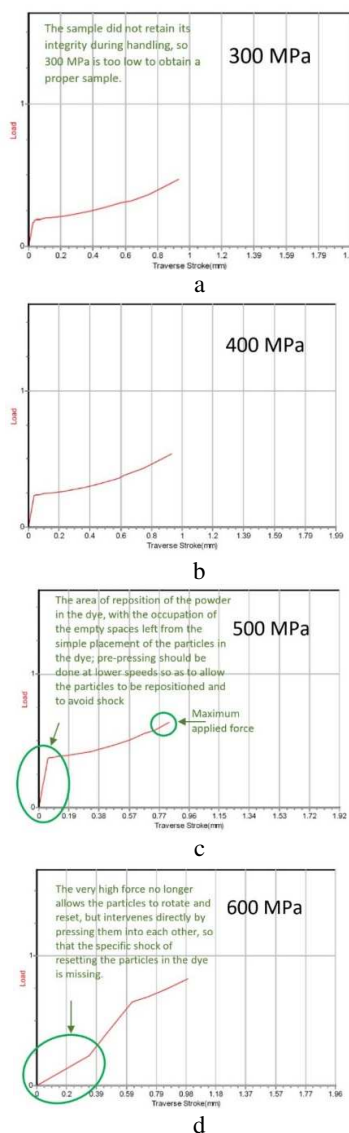 The sample did not retain its
integrity during handling, so
300 MPa is too low to obtain a
proper sample.
300 MPa
1
Load
0
0 0.2 0.4 0.6 0.8 1 1.2 1.39 1.59 1.79 1.99
Traverse Stroke(mm)
a
400 MPa
1
Load
0
0 0.2 0.4 0.6 0.8 1 1.2 1.39 1.59 1.79 1.99
Traverse Stroke(mm)
b
The area of reposition of the powder
in the dye, with the occupation
of the empty spaces left from the
simple placement of the particles in
the dye; pre-pressing should be
done at lower speeds so as to allow
the particles to be repositioned and
to avoid shock
500 MPa
Maximum
applied force
1
Load
0
0 0.19 0.38 0.58 0.77 0.96 1.15 1.34 1.54 1.73 1.92
Traverse Stroke(mm)
c
The very high force no longer
allows the particles to rotate and
reset, but intervenes directly by
pressing them into each other, so
that the specific shock of
resetting the particles in the dye
is missing.
600 MPa
1
Load
0
0 0.2 0.39 0.59 0.78 0.98 1.18 1.37 1.57 1.76 1.96
Traverse Stroke(mm)
d